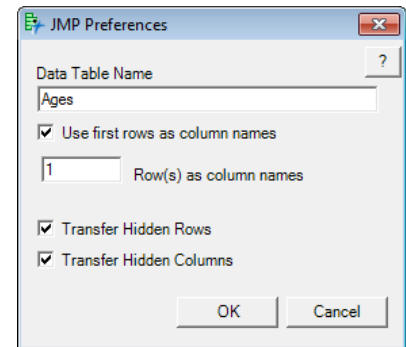 JMP Preferences
?
Data Table Name
Ages
Use first rows as column names
1 Row(s) as column names
Transfer Hidden Rows
Transfer Hidden Columns
OK Cancel